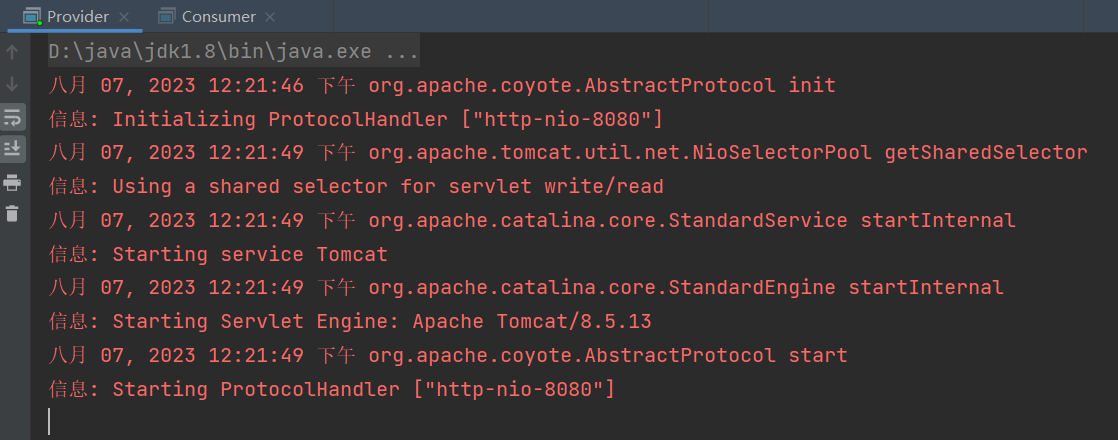 Provider × Consumer ×
D:\java\jdk1.8\bin\java.exe ...
八月 07, 2023 12:21:46 下午 org.apache.coyote.AbstractProtocol init
信息: Initializing ProtocolHandler ["http-nio-8080"]
八月 07, 2023 12:21:49 下午 org.apache.tomcat.util.net.NioSelectorPool getSharedSelector
信息: Using a shared selector for servlet write/read
八月 07, 2023 12:21:49 下午 org.apache.catalina.core.StandardService startInternal
信息: Starting service Tomcat
八月 07, 2023 12:21:49 下午 org.apache.catalina.core.StandardEngine startInternal
信息: Starting Servlet Engine: Apache Tomcat/8.5.13
八月 07, 2023 12:21:49 下午 org.apache.coyote.AbstractProtocol start
信息: Starting ProtocolHandler ["http-nio-8080"]